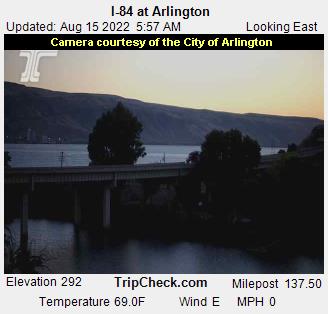 I-84 at Arlington
Updated: Aug 15 2022 5:57 AM Looking East
Camera courtesy of the City of Arlington
Elevation 292 TripCheck.com Milepost 137.50
Temperature 69.0F Wind E MPH 0